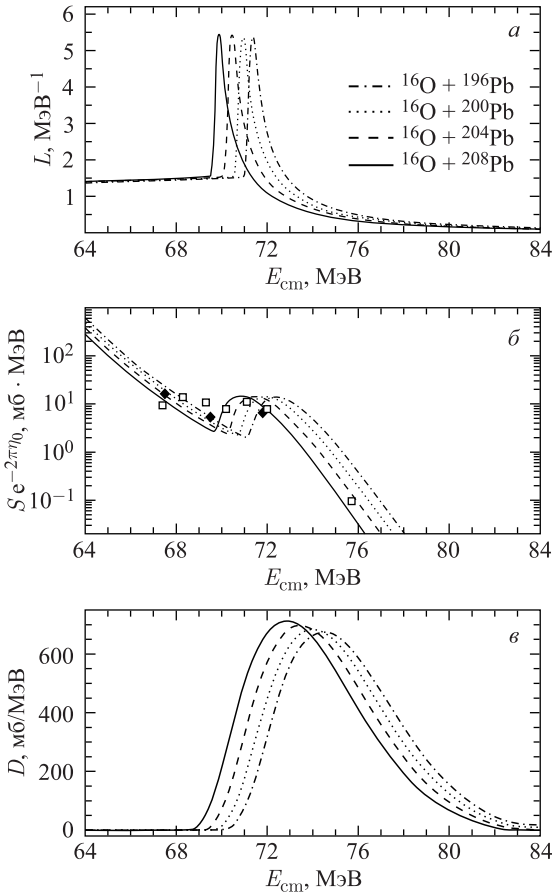 6
а
5
4
3
2
1
L, МэВ⁻¹
¹⁶O + ¹⁹⁶Pb
¹⁶O + ²⁰⁰Pb
¹⁶O + ²⁰⁴Pb
¹⁶O + ²⁰⁸Pb
64 68 72 76 80 84
E_cm, МэВ
б
10²
10¹
10⁰
10⁻¹
S e^{−2πη₀}, мб · МэВ
64 68 72 76 80 84
E_cm, МэВ
в
600
400
200
0
D, мб/МэВ
64 68 72 76 80 84
E_cm, МэВ